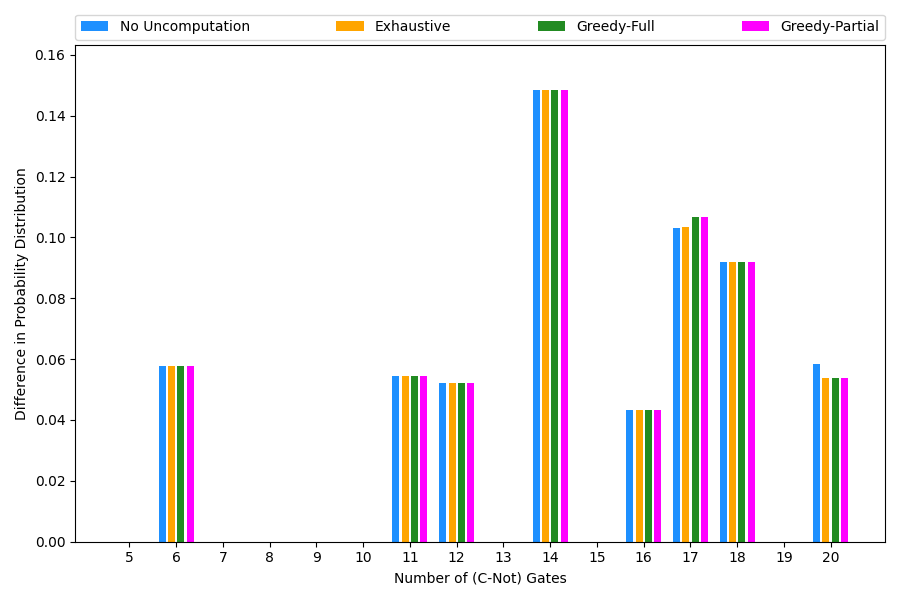 No Uncomputation Exhaustive Greedy-Full Greedy-Partial
0.16
0.14
0.12
0.10
0.08
0.06
0.04
0.02
0.00
Difference in Probability Distribution
5 6 7 8 9 10 11 12 13 14 15 16 17 18 19 20
Number of (C-Not) Gates